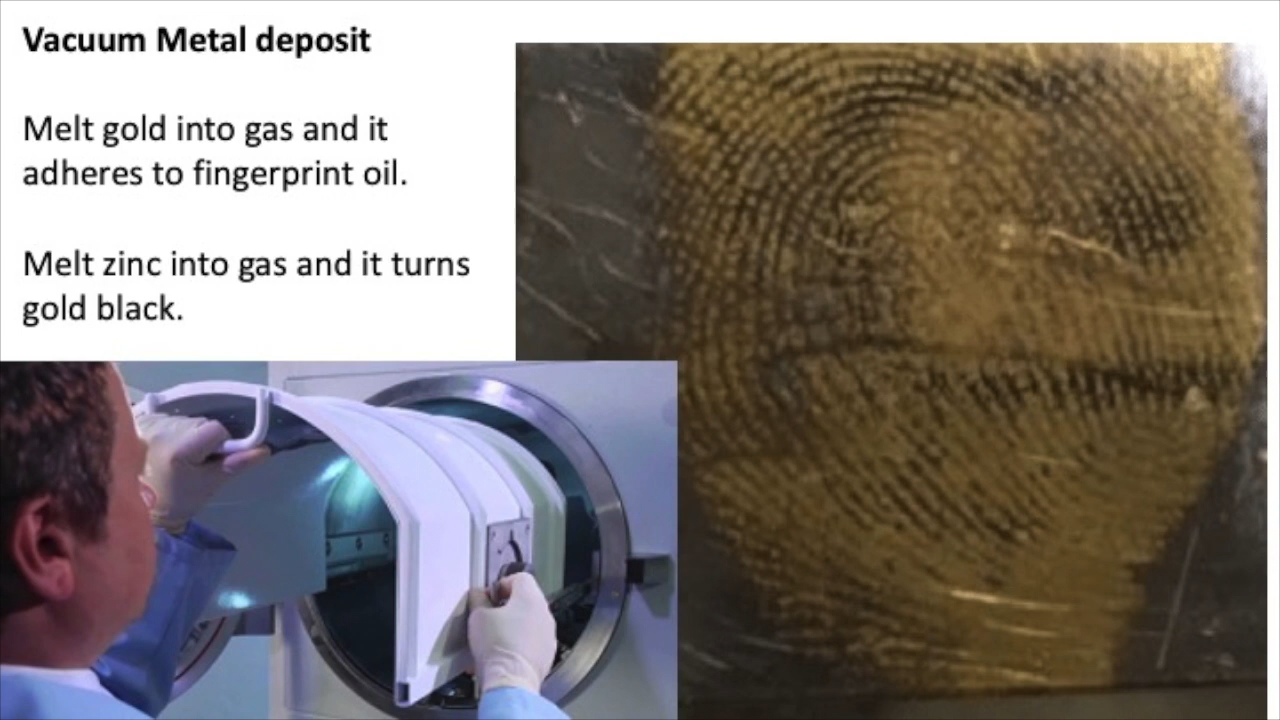 Vacuum Metal deposit
Melt gold into gas and it
adheres to fingerprint oil.
Melt zinc into gas and it turns
gold black.